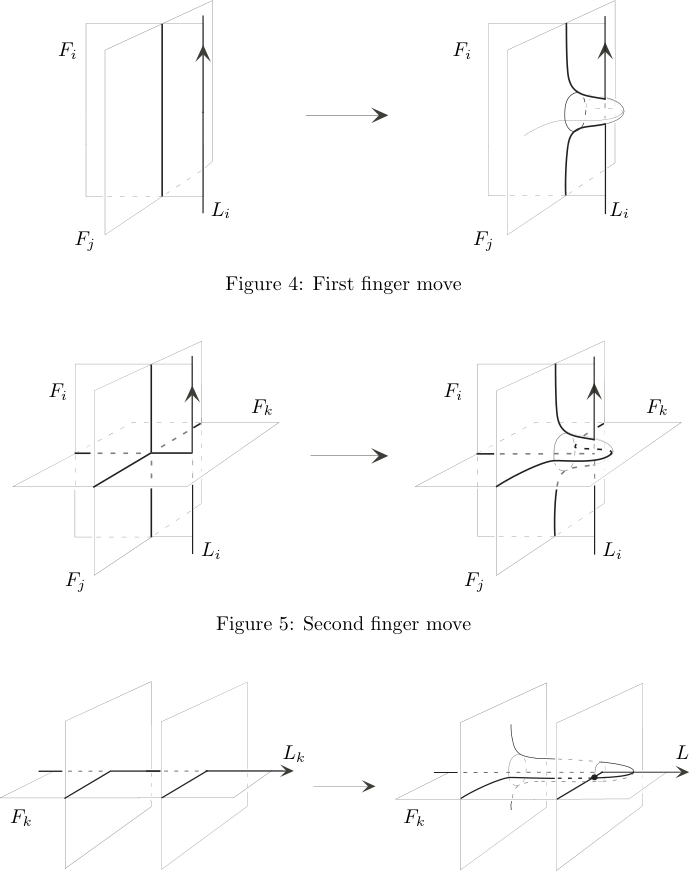 F_i F_i
L_i L_i
F_j F_j
Figure 4: First finger move
F_i F_k F_i F_k
L_i L_i
F_j F_j
Figure 5: Second finger move
L_k L
F_k F_k